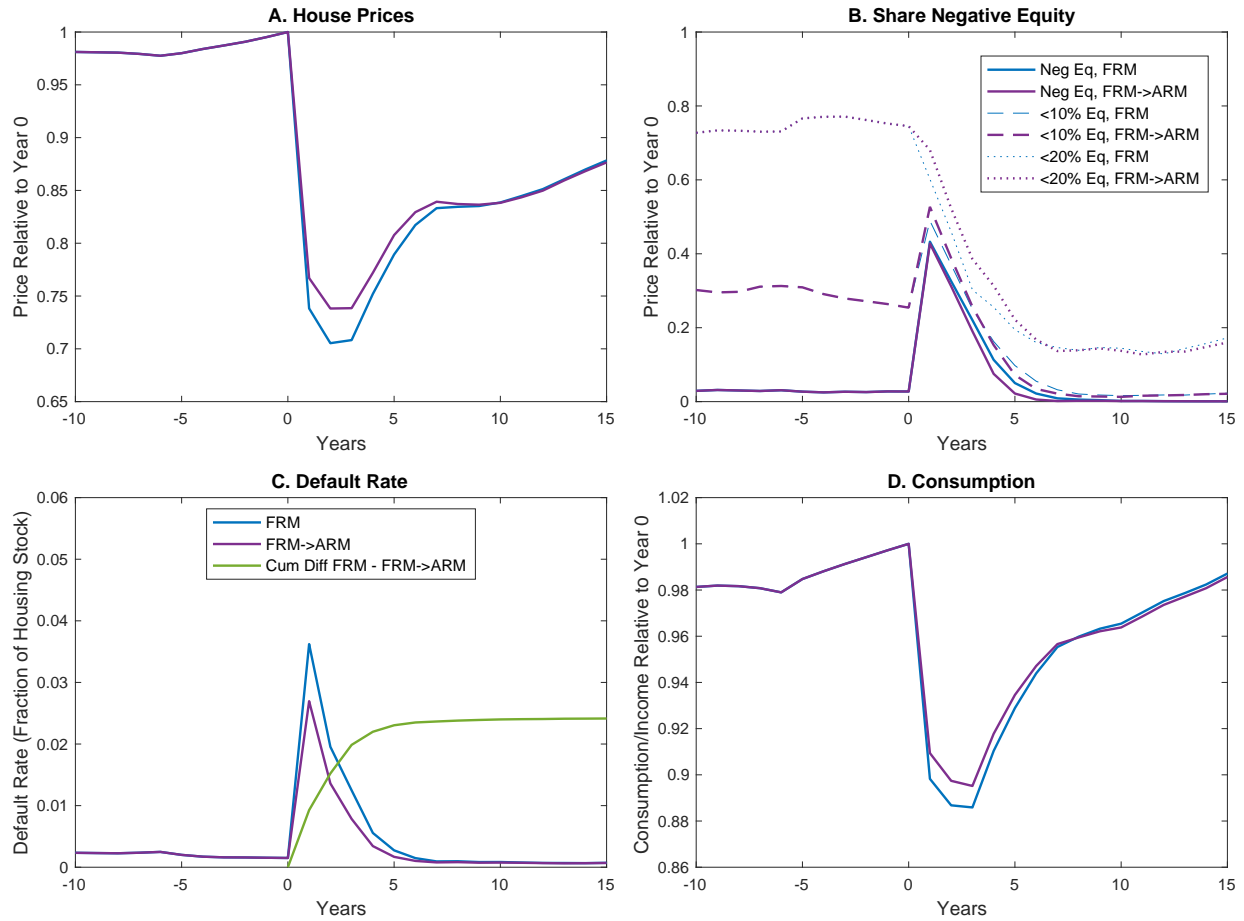 A. House Prices
Price Relative to Year 0
1
0.95
0.9
0.85
0.8
0.75
0.7
0.65
-10
-5
0
5
10
15
Years
B. Share Negative Equity
Price Relative to Year 0
1
0.8
0.6
0.4
0.2
0
Neg Eq, FRM
Neg Eq, FRM->ARM
<10% Eq, FRM
<10% Eq, FRM->ARM
<20% Eq, FRM
<20% Eq, FRM->ARM
-10
-5
0
5
10
15
Years
C. Default Rate
Default Rate (Fraction of Housing Stock)
0.06
0.05
0.04
0.03
0.02
0.01
0
FRM
FRM->ARM
Cum Diff FRM - FRM->ARM
-10
-5
0
5
10
15
Years
D. Consumption
Consumption/Income Relative to Year 0
1.02
1
0.98
0.96
0.94
0.92
0.9
0.88
0.86
-10
-5
0
5
10
15
Years